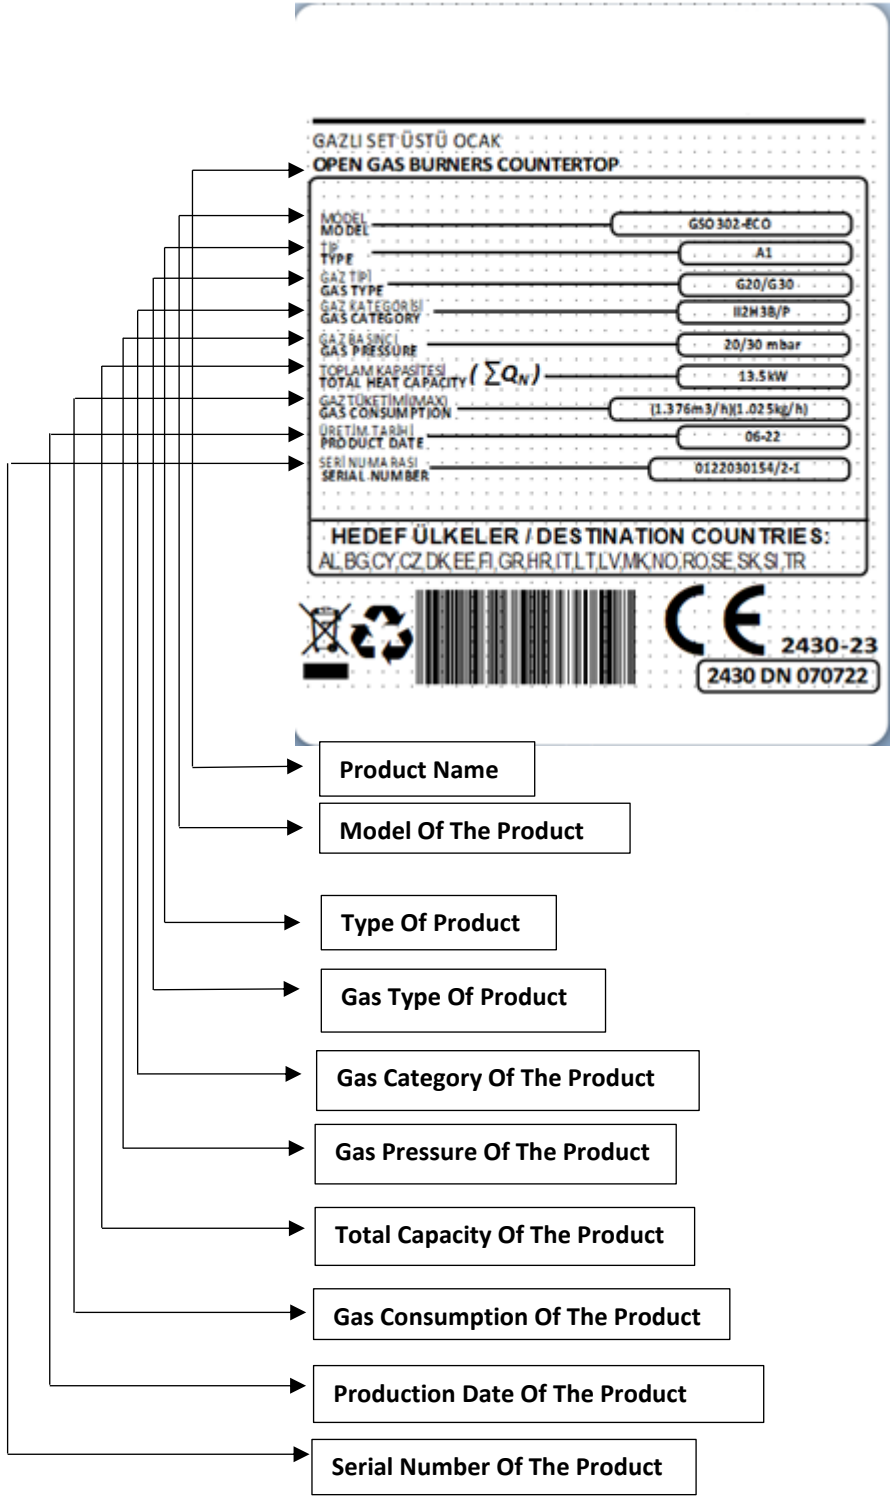 GAZLI SET ÜSTÜ OCAK
OPEN GAS BURNERS COUNTERTOP
MODEL
MODEL
GSO302-ECO
TİP
TYPE
A1
GAZ TİPİ
GAS TYPE
G20/G30
GAZ KATEGORİSİ
GAS CATEGORY
II2H3B/P
GAZ BASINCI
GAS PRESSURE
20/30 mbar
TOPLAM KAPASİTESİ
TOTAL HEAT CAPACITY (∑QN)
13.5kW
GAZ TÜKETİMİ(MAX)
GAS CONSUMPTION
(1.376m3/h)(1.025kg/h)
ÜRETİM TARİHİ
PRODUCT DATE
06-22
SERİ NUMARASI
SERIAL NUMBER
0122030154/2-1
HEDEF ÜLKELER / DESTINATION COUNTRIES:
AL,BG,CY,CZ,DK,EE,FI,GR,HR,IT,LT,LV,MK,NO,RO,SE,SK,SI,TR
CE 2430-23
2430 DN 070722
Product Name
Model Of The Product
Type Of Product
Gas Type Of Product
Gas Category Of The Product
Gas Pressure Of The Product
Total Capacity Of The Product
Gas Consumption Of The Product
Production Date Of The Product
Serial Number Of The Product